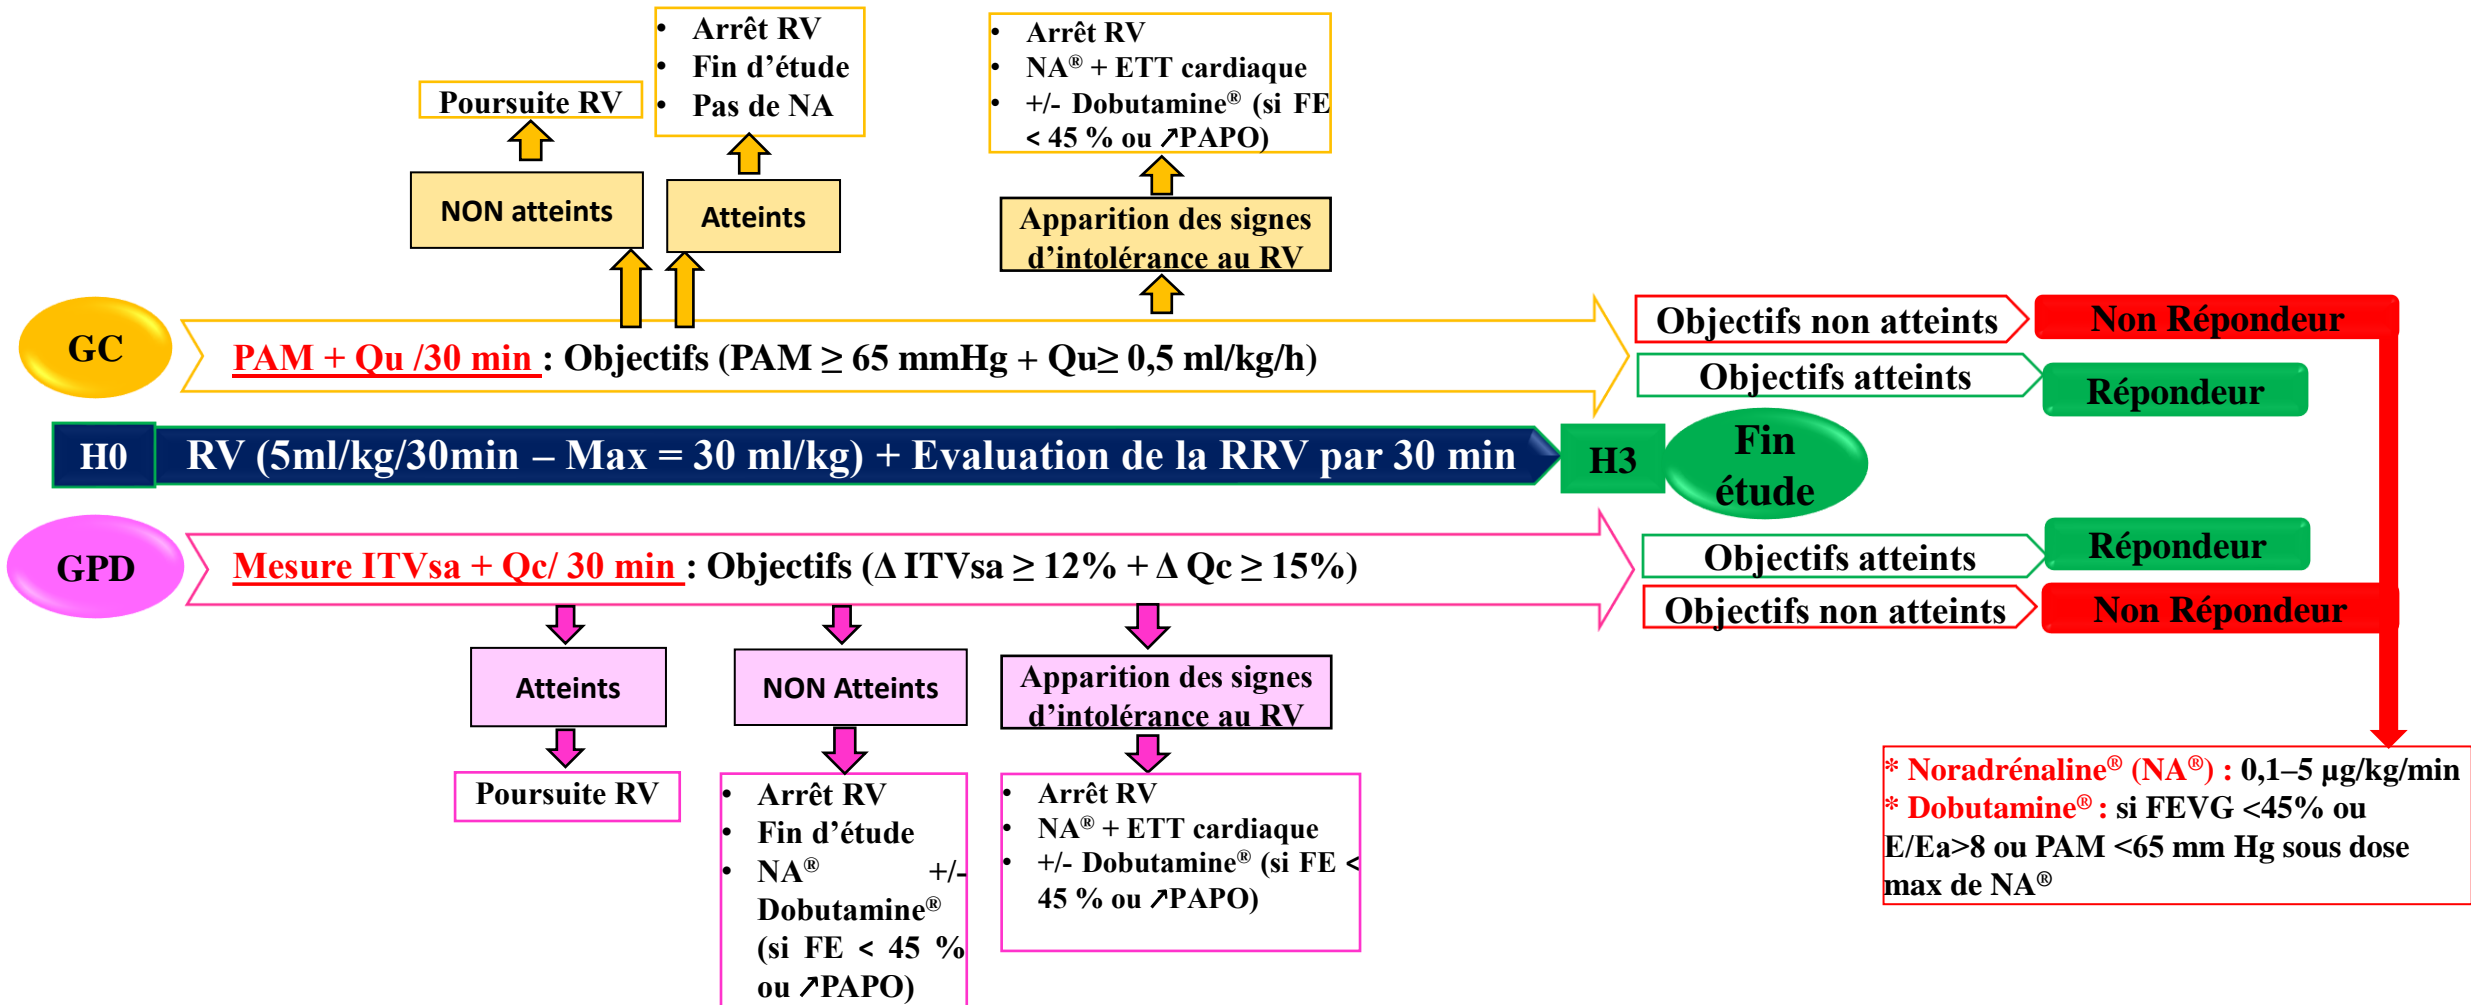 • Arrêt RV
• Fin d'étude
• Pas de NA
• Arrêt RV
• NA® + ETT cardiaque
• +/- Dobutamine® (si FE
< 45 % ou ↗PAPO)
Poursuite RV
NON atteints
Atteints
Apparition des signes
d'intolérance au RV
GC
PAM + Qu /30 min : Objectifs (PAM ≥ 65 mmHg + Qu≥ 0,5 ml/kg/h)
Objectifs non atteints
Non Répondeur
Objectifs atteints
Répondeur
H0
RV (5ml/kg/30min – Max = 30 ml/kg) + Evaluation de la RRV par 30 min
H3
Fin
étude
GPD
Mesure ITVsa + Qc/ 30 min : Objectifs (Δ ITVsa ≥ 12% + Δ Qc ≥ 15%)
Objectifs atteints
Répondeur
Objectifs non atteints
Non Répondeur
Atteints
NON Atteints
Apparition des signes
d'intolérance au RV
Poursuite RV
• Arrêt RV
• Fin d'étude
• NA® +/-
Dobutamine®
(si FE < 45 %
ou ↗PAPO)
• Arrêt RV
• NA® + ETT cardiaque
• +/- Dobutamine® (si FE <
45 % ou ↗PAPO)
* Noradrénaline® (NA®) : 0,1–5 µg/kg/min
* Dobutamine® : si FEVG <45% ou
E/Ea>8 ou PAM <65 mm Hg sous dose
max de NA®